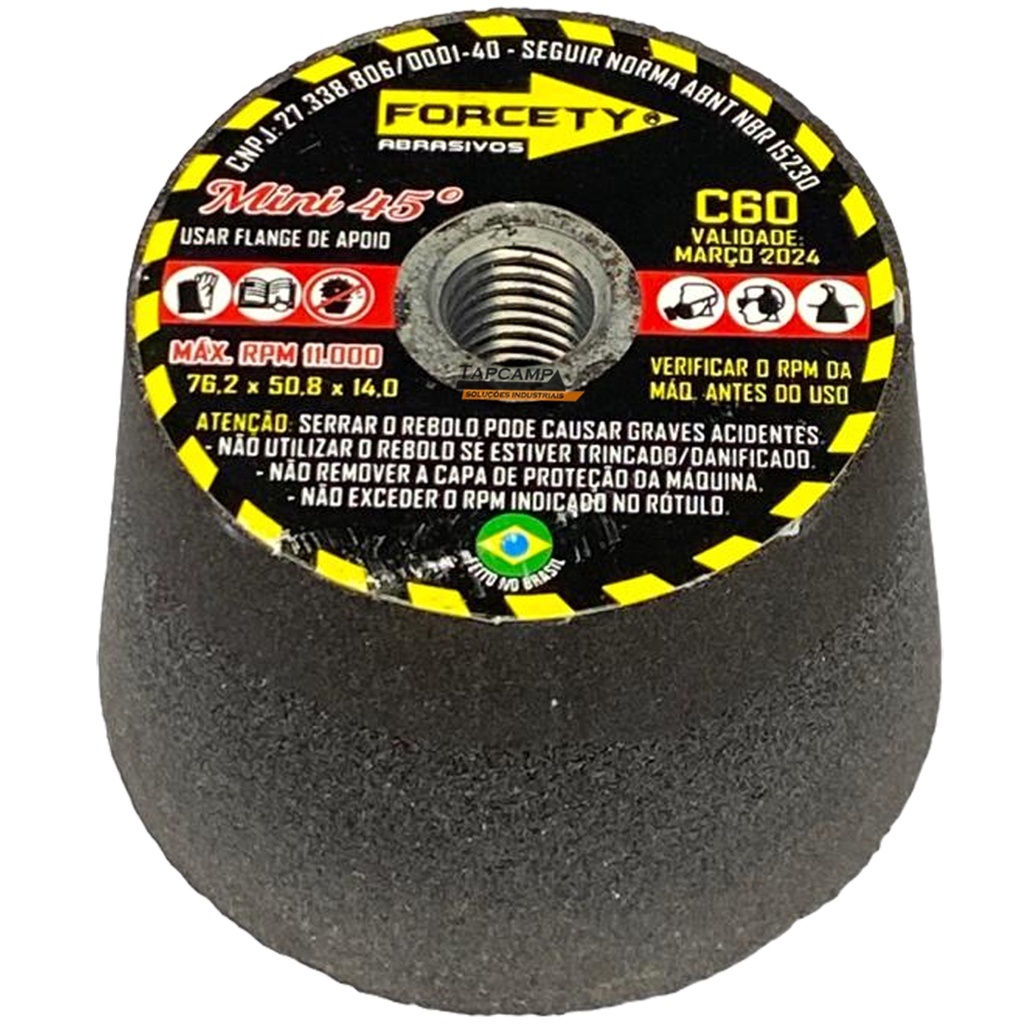 CNPJ: 27.338.806/0001-40 - SEGUIR NORMA ABNT NBR 15230
FORCETY®
ABRASIVOS
Mini 45°
USAR FLANGE DE APOIO
C60
VALIDADE:
MARÇO 2024
MÁX. RPM 11.000
76,2 x 50,8 x 14,0
VERIFICAR O RPM DA
MÁQ. ANTES DO USO
TAPCAMP
SOLUÇÕES INDUSTRIAIS
ATENÇÃO: SERRAR O REBOLO PODE CAUSAR GRAVES ACIDENTES.
- NÃO UTILIZAR O REBOLO SE ESTIVER TRINCADO/DANIFICADO.
- NÃO REMOVER A CAPA DE PROTEÇÃO DA MÁQUINA.
- NÃO EXCEDER O RPM INDICADO NO RÓTULO.
FEITO NO BRASIL